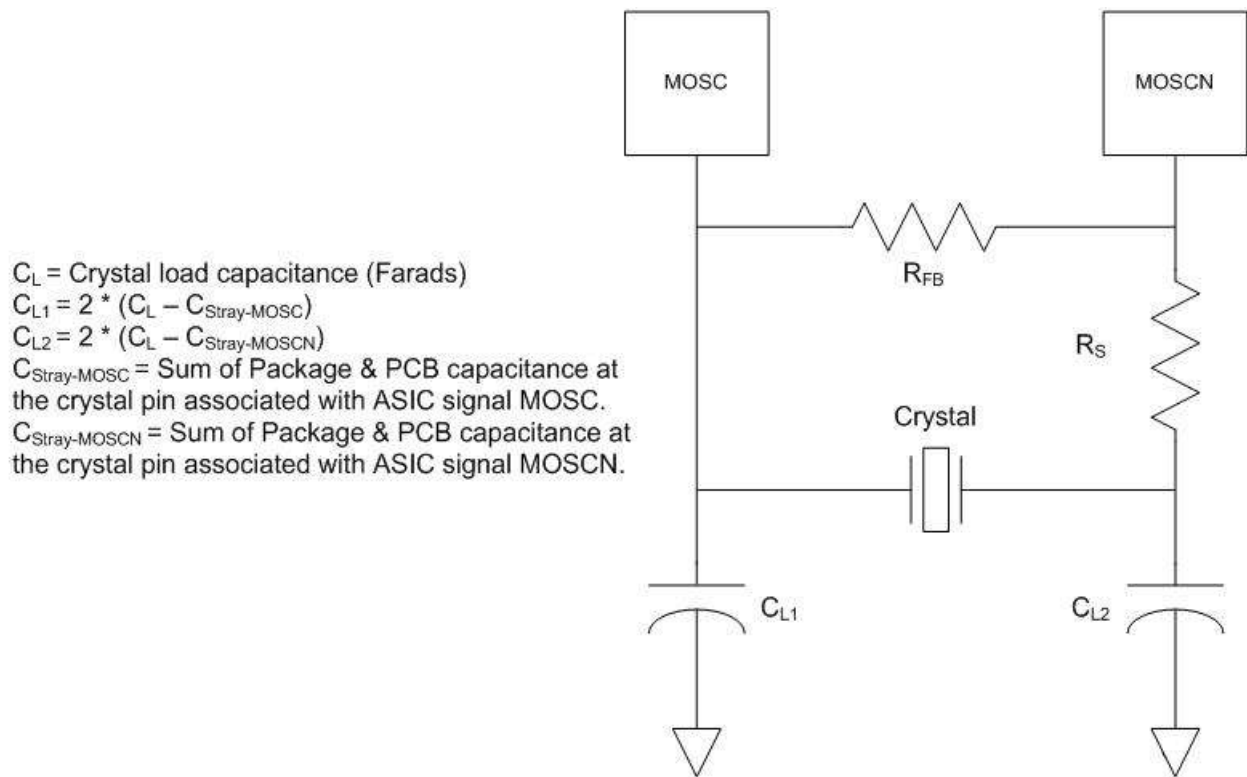 MOSC
MOSCN
R_FB
C_L = Crystal load capacitance (Farads)
C_L1 = 2 * (C_L – C_Stray-MOSC)
C_L2 = 2 * (C_L – C_Stray-MOSCN)
C_Stray-MOSC = Sum of Package & PCB capacitance at
the crystal pin associated with ASIC signal MOSC.
C_Stray-MOSCN = Sum of Package & PCB capacitance at
the crystal pin associated with ASIC signal MOSCN.
R_S
Crystal
C_L1
C_L2